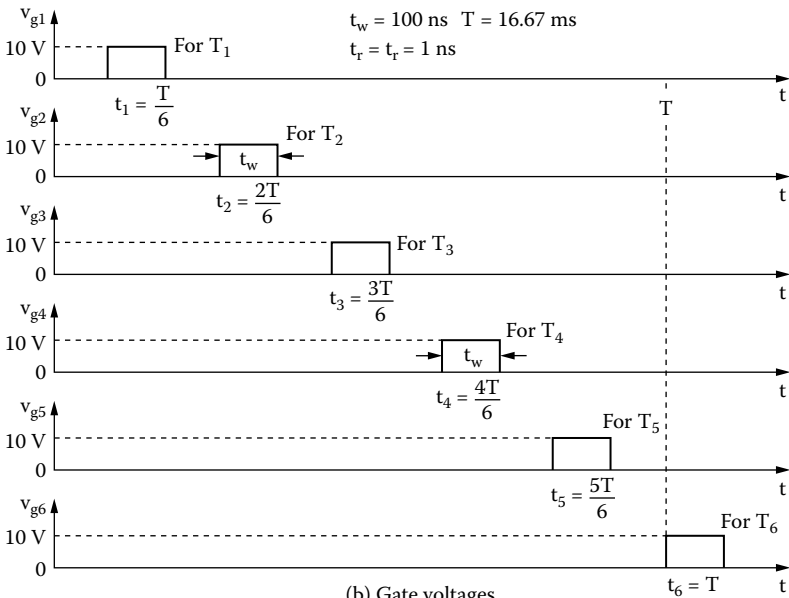 v_g1
t_w = 100 ns T = 16.67 ms
t_r = t_r = 1 ns
10 V
For T_1
0
t
t_1 = T/6
T
v_g2
10 V
For T_2
t_w
0
t
t_2 = 2T/6
v_g3
10 V
For T_3
0
t
t_3 = 3T/6
v_g4
10 V
For T_4
t_w
0
t
t_4 = 4T/6
v_g5
10 V
For T_5
0
t
t_5 = 5T/6
v_g6
10 V
For T_6
0
t
t_6 = T
(b) Gate voltages